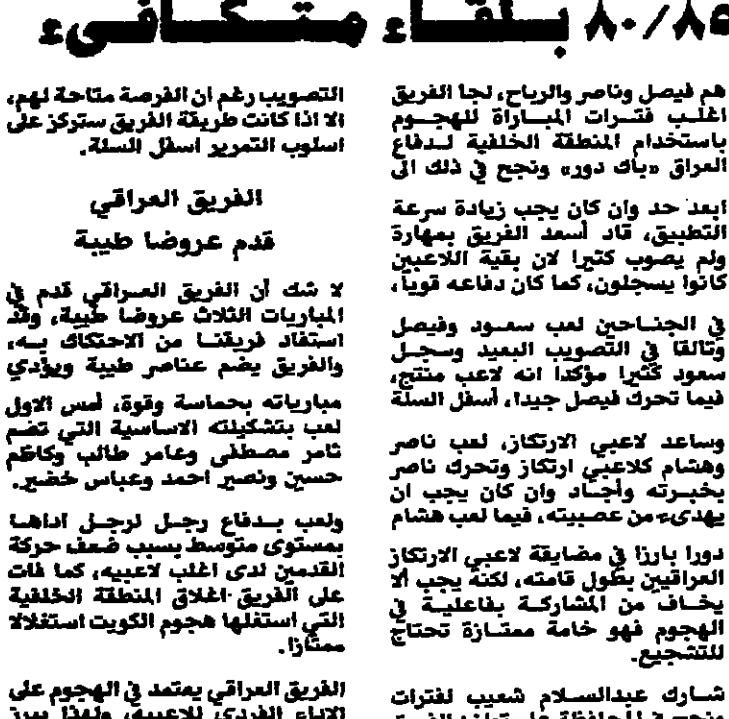 ٨٠/٨٥ بلقاء متكافىء
هم فيصل وناصر والرباح، لجا الفريق
اغلب فترات المباراة للهجوم
باستخدام المنطقة الخلفية لدفاع
العراق «باك دور» ونجح في ذلك الى
ابعد حد وان كان يجب زيادة سرعة
التطبيق، قاد أسعد الفريق بمهارة
ولم يصوب كثيرا لان بقية اللاعبين
كانوا يسجلون، كما كان دفاعه قوياً،
في الجناحين لعب سعود وفيصل
وتالقا في التصويب البعيد وسجل
سعود كثيرا مؤكدا انه لاعب منتج،
فيما تحرك فيصل جيدا، أسفل السلة
وساعد لاعبي الارتكاز، لعب ناصر
وهشام كلاعبي ارتكاز وتحرك ناصر
بخبرته وأجاد وان كان يجب ان
يهدىء من عصبيته، فيما لعب هشام
دورا بارزا في مضايقة لاعبي الارتكاز
العراقيين بطول قامته، لكنه يجب ألا
يخاف من المشاركة بفاعلية في
الهجوم فهو خامة ممتازة تحتاج
للتشجيع.
شارك عبدالسلام شعيب لفترات
التصويب رغم ان الفرصة متاحة لهم،
الا اذا كانت طريقة الفريق ستركز على
اسلوب التمرير اسفل السلة.
الفريق العراقي
قدم عروضا طيبة
لا شك أن الفريق العراقي قدم في
المباريات الثلاث عروضا طيبة، وقد
استفاد فريقنا من الاحتكاك به،
والفريق يضم عناصر طيبة ويؤدي
مبارياته بحماسة وقوة، أمس الاول
لعب بتشكيلته الاساسية التي تضم
ثامر مصطفى وعامر طالب وكاظم
حسين ونصير احمد وعباس خضير.
ولعب بدفاع رجل لرجل أداها
بمستوى متوسط بسبب ضعف حركة
القدمين لدى اغلب لاعبيه، كما فات
على الفريق اغلاق المنطقة الخلفية
التي استغلها هجوم الكويت استغلالا
ممتازا.
الفريق العراقي يعتمد في الهجوم على
الفردي للاعبيه، ولهذا يبرز